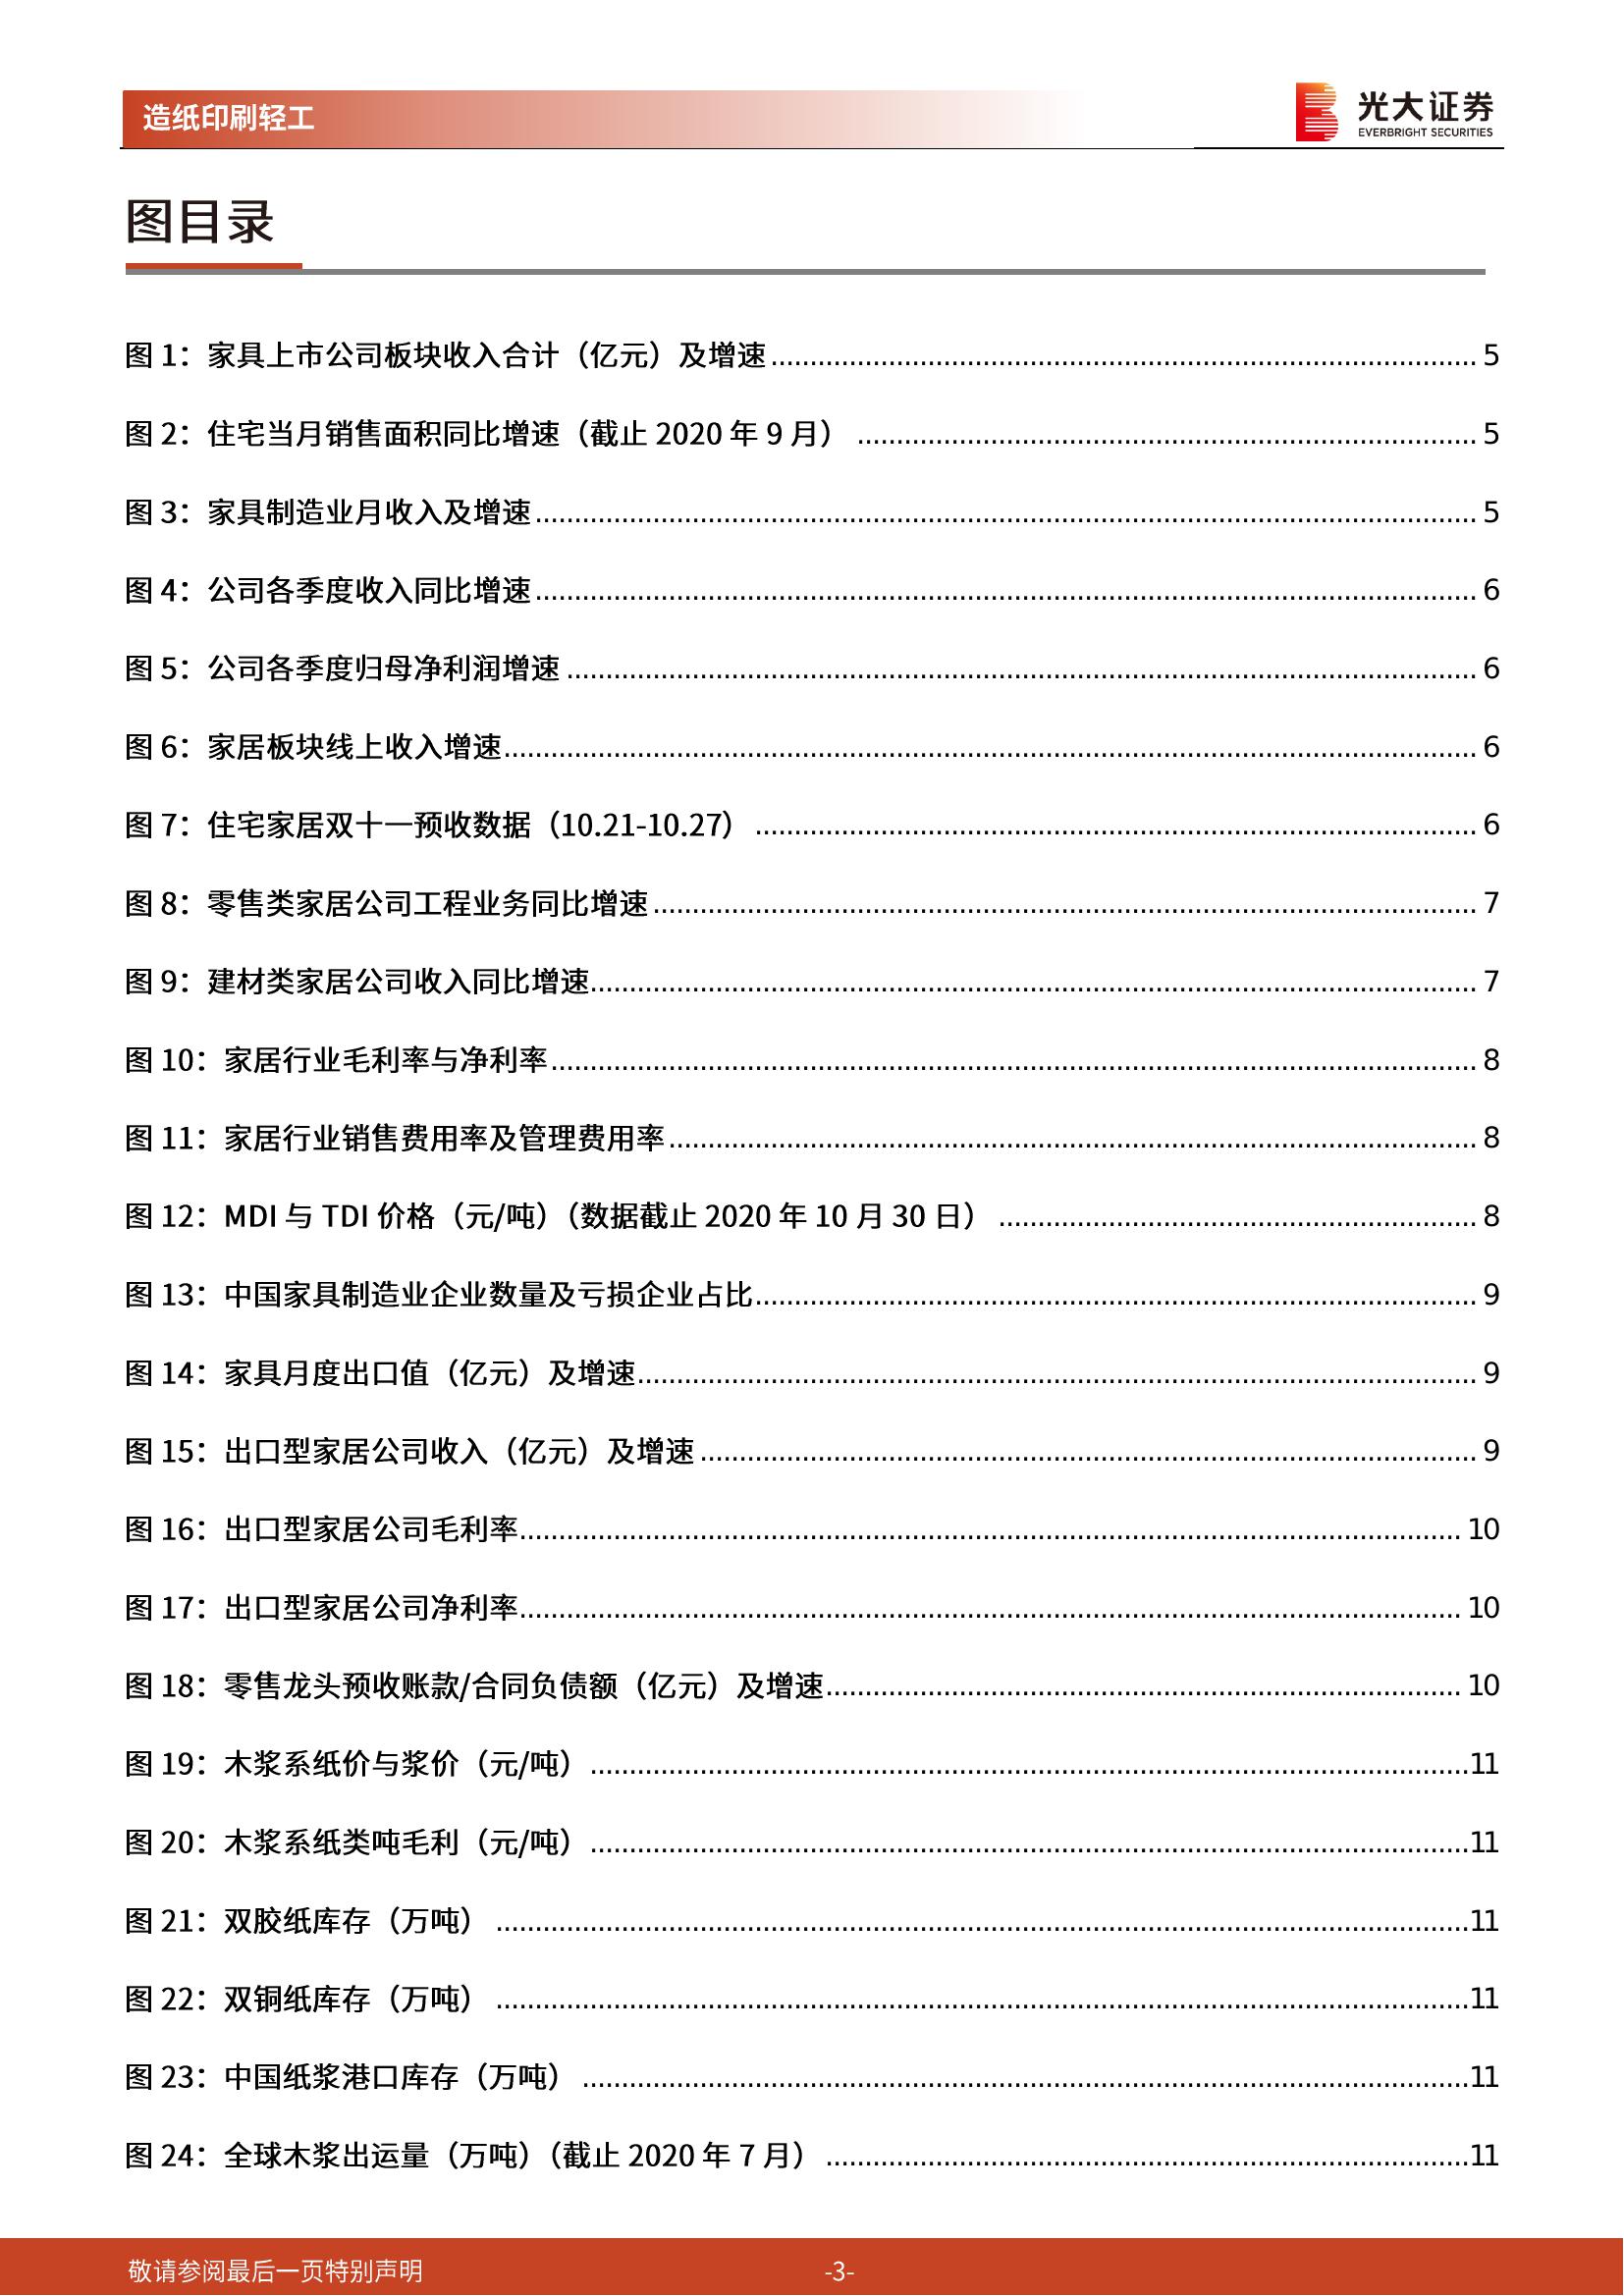 造纸印刷轻工
光大证券
EVERBRIGHT SECURITIES
图目录
图 1：家具上市公司板块收入合计（亿元）及增速 5
图 2：住宅当月销售面积同比增速（截止 2020 年 9 月） 5
图 3：家具制造业月收入及增速 5
图 4：公司各季度收入同比增速 6
图 5：公司各季度归母净利润增速 6
图 6：家居板块线上收入增速 6
图 7：住宅家居双十一预收数据（10.21-10.27） 6
图 8：零售类家居公司工程业务同比增速 7
图 9：建材类家居公司收入同比增速 7
图 10：家居行业毛利率与净利率 8
图 11：家居行业销售费用率及管理费用率 8
图 12：MDI 与 TDI 价格（元/吨）（数据截止 2020 年 10 月 30 日） 8
图 13：中国家具制造业企业数量及亏损企业占比 9
图 14：家具月度出口值（亿元）及增速 9
图 15：出口型家居公司收入（亿元）及增速 9
图 16：出口型家居公司毛利率 10
图 17：出口型家居公司净利率 10
图 18：零售龙头预收账款/合同负债额（亿元）及增速 10
图 19：木浆系纸价与浆价（元/吨） 11
图 20：木浆系纸类吨毛利（元/吨） 11
图 21：双胶纸库存（万吨） 11
图 22：双铜纸库存（万吨） 11
图 23：中国纸浆港口库存（万吨） 11
图 24：全球木浆出运量（万吨）（截止 2020 年 7 月） 11
敬请参阅最后一页特别声明 -3-